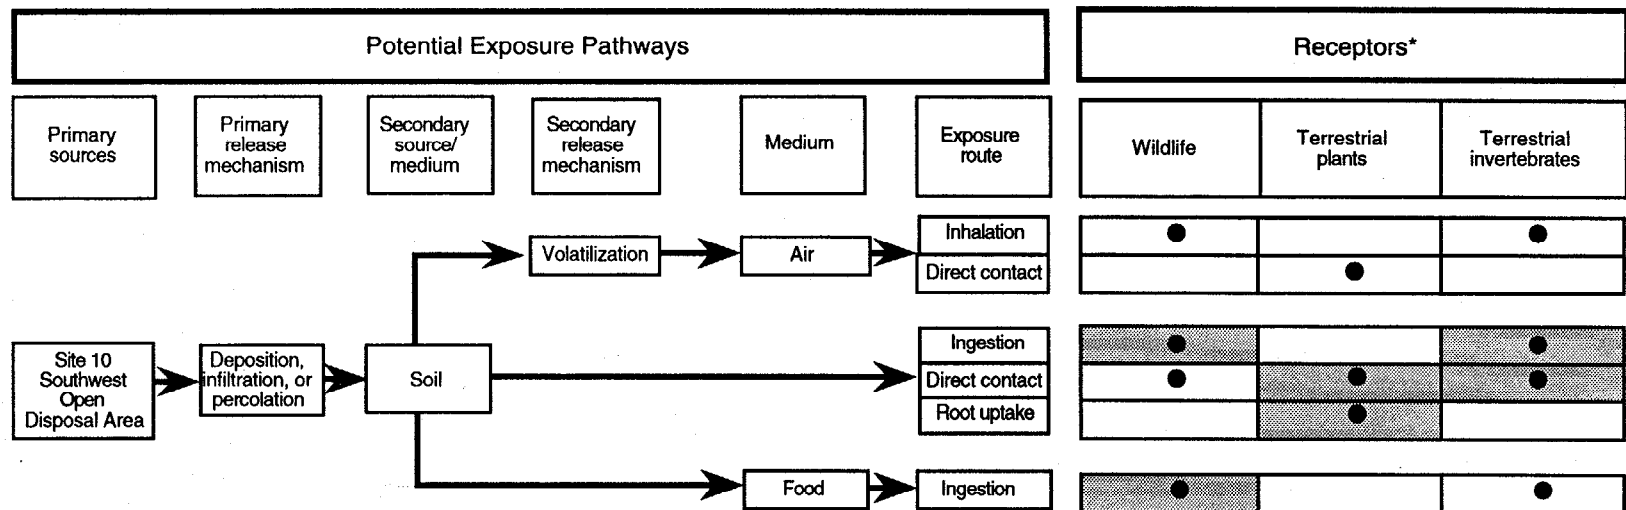 Potential Exposure Pathways
Receptors*
Primary
sources
Primary
release
mechanism
Secondary
source/
medium
Secondary
release
mechanism
Medium
Exposure
route
Wildlife
Terrestrial
plants
Terrestrial
invertebrates
Volatilization
Air
Inhalation
Direct contact
Site 10
Southwest
Open
Disposal Area
Deposition,
infiltration, or
percolation
Soil
Ingestion
Direct contact
Root uptake
Food
Ingestion